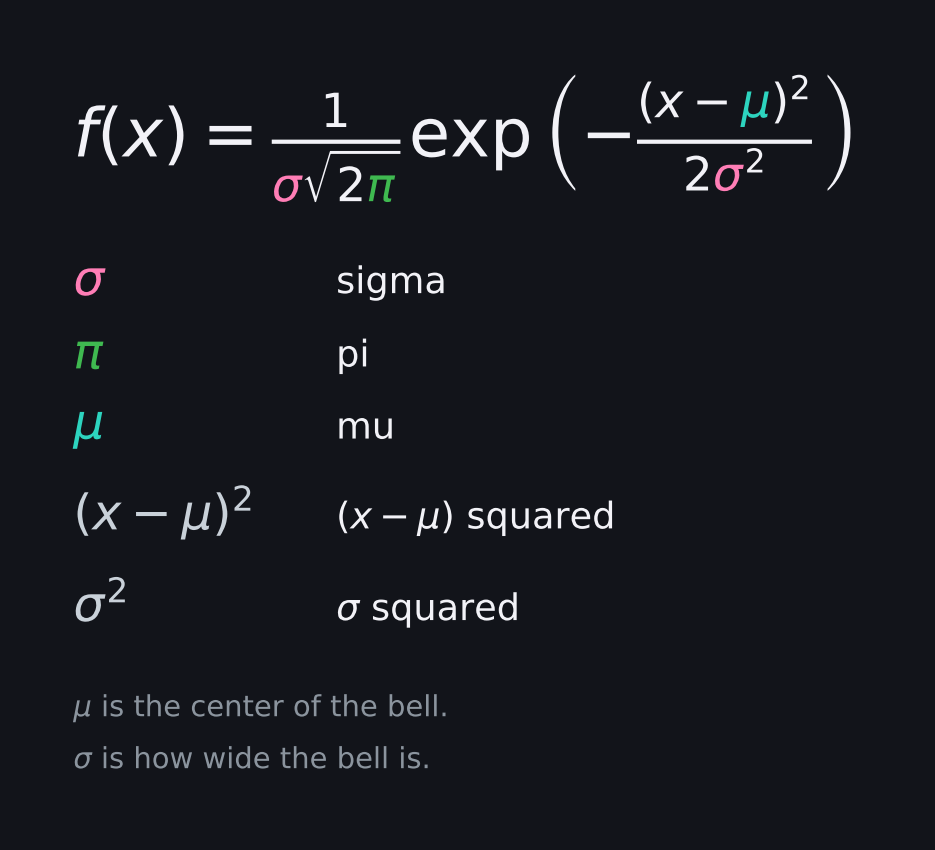 f(x) = 1/(σ√(2π)) exp(−(x − μ)²/(2σ²))
σ sigma
π pi
μ mu
(x − μ)² (x − μ) squared
σ² σ squared
μ is the center of the bell.
σ is how wide the bell is.